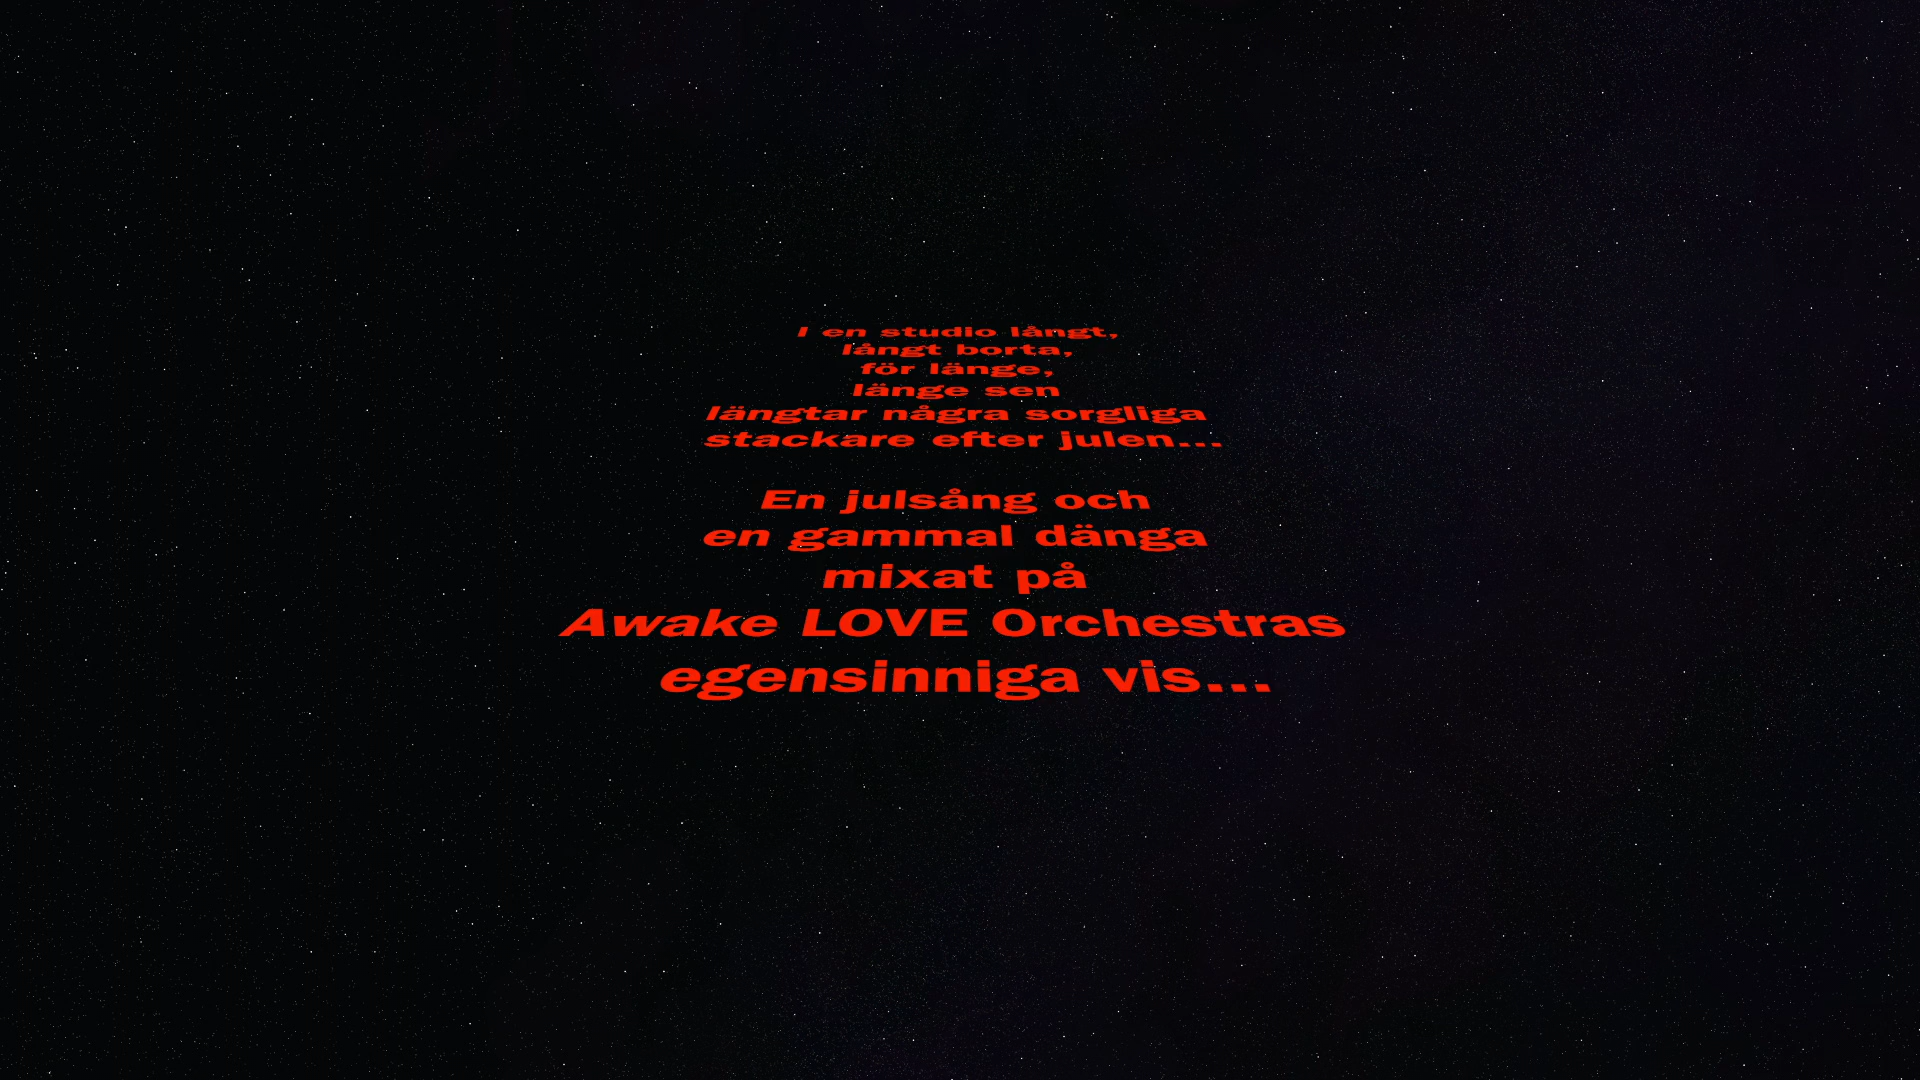 I en studio långt,
långt borta,
för länge,
länge sen
längtar några sorgliga
stackare efter julen...
En julsång och
en gammal dänga
mixat på
Awake LOVE Orchestras
egensinniga vis...